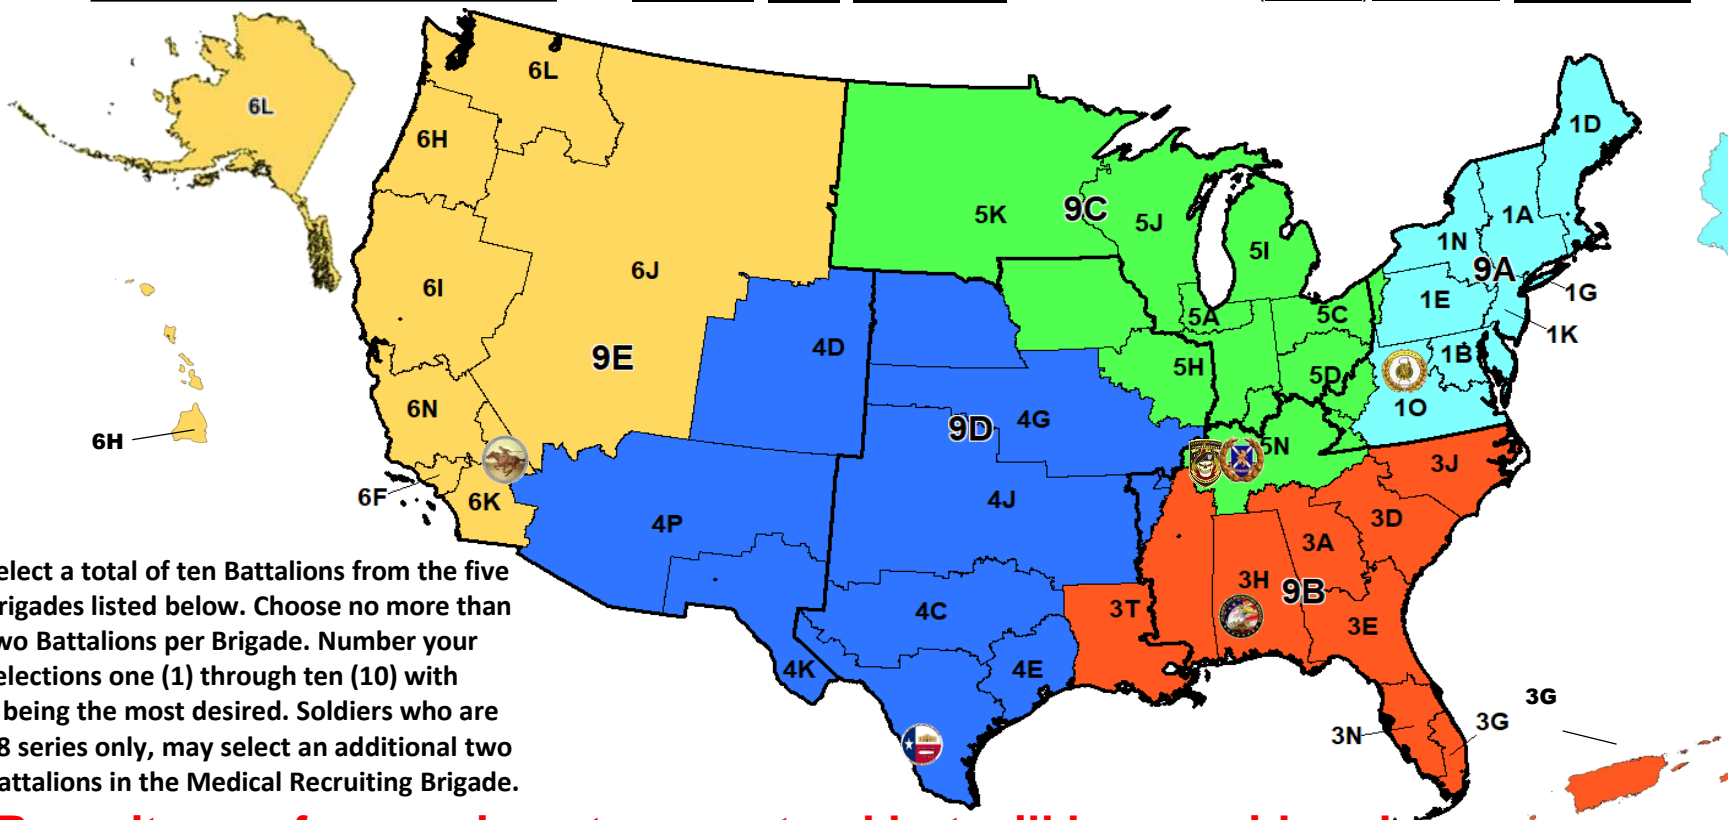 6L
6L
1D
6H
5K
9C
5J
1A
1N
5I
9A
6J
1G
6I
1E
5A
5C
1K
4D
9E
1B
5H
5D
6N
1O
4G
9D
6H
5N
3J
6F
6K
4J
4P
3D
3A
elect a total of ten Battalions from the five
rigades listed below. Choose no more than
wo Battalions per Brigade. Number your
elections one (1) through ten (10) with
being the most desired. Soldiers who are
8 series only, may select an additional two
attalions in the Medical Recruiting Brigade.
3H
9B
4C
3T
3E
4K
4E
3G
3G
3N